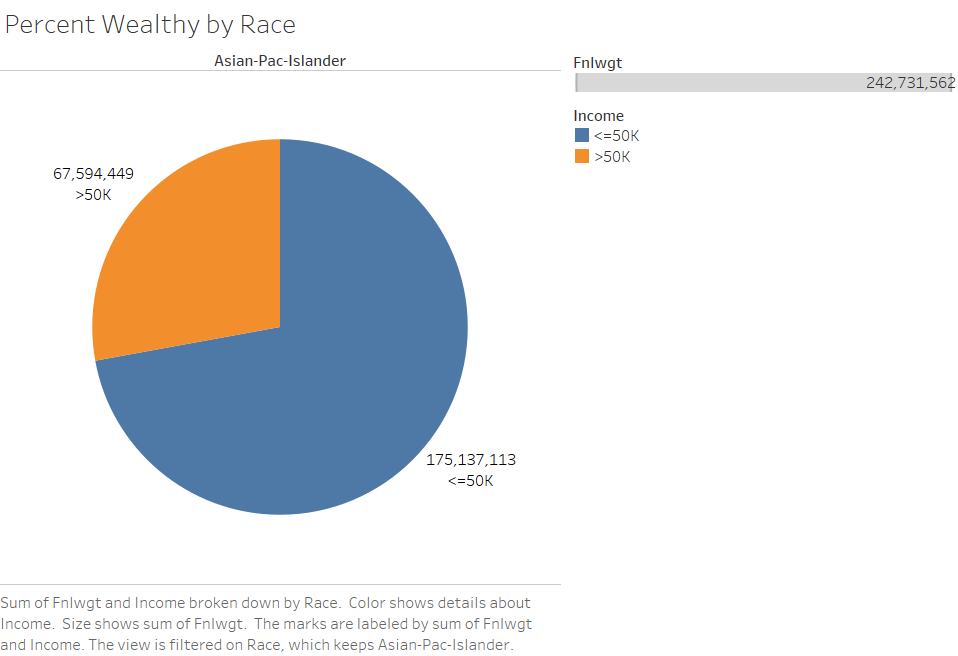 Percent Wealthy by Race
Asian-Pac-Islander
Fnlwgt
242,731,562
Income
<=50K
>50K
67,594,449
>50K
175,137,113
<=50K
Sum of Fnlwgt and Income broken down by Race.  Color shows details about
Income.  Size shows sum of Fnlwgt.  The marks are labeled by sum of Fnlwgt
and Income. The view is filtered on Race, which keeps Asian-Pac-Islander.